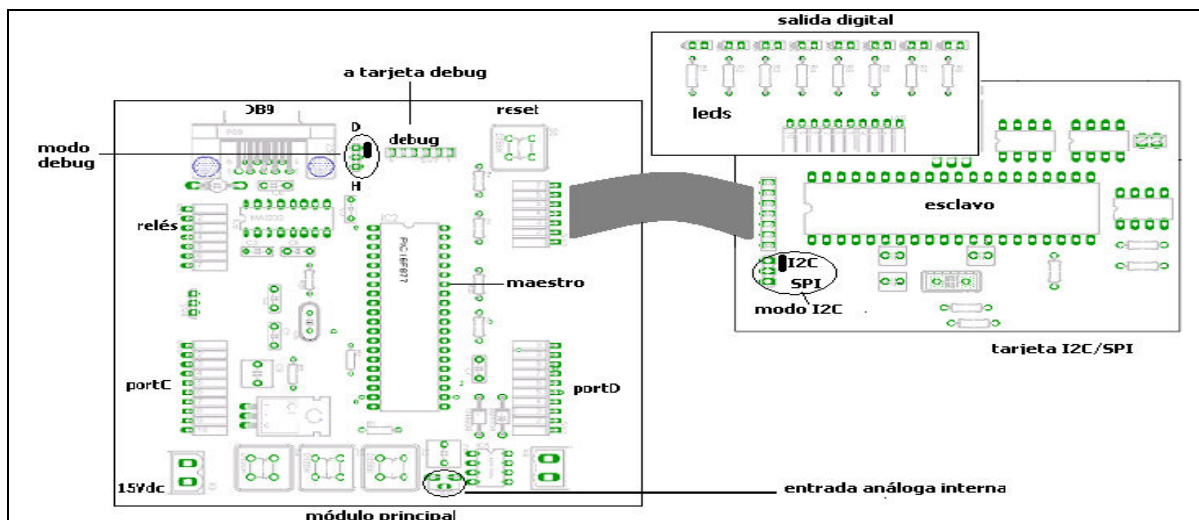 salida digital
a tarjeta debug
DB9
reset
modo
debug
D
debug
leds
H
relés
esclavo
PIC16F877
maestro
I2C
SPI
modo I2C
tarjeta I2C/SPI
portC
portD
15Vdc
entrada análoga interna
módulo principal